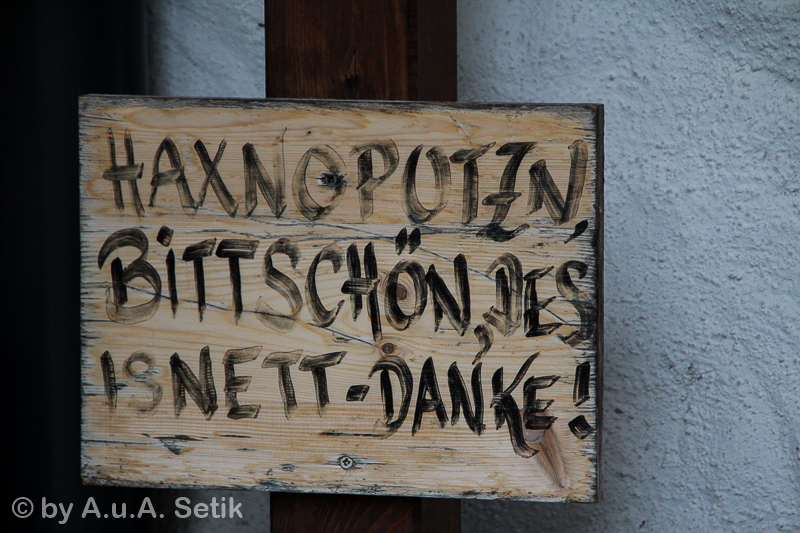 HAXNOPUTZN,
BITTSCHÖN, DES
IS NETT - DANKE!
© by A.u.A. Setik